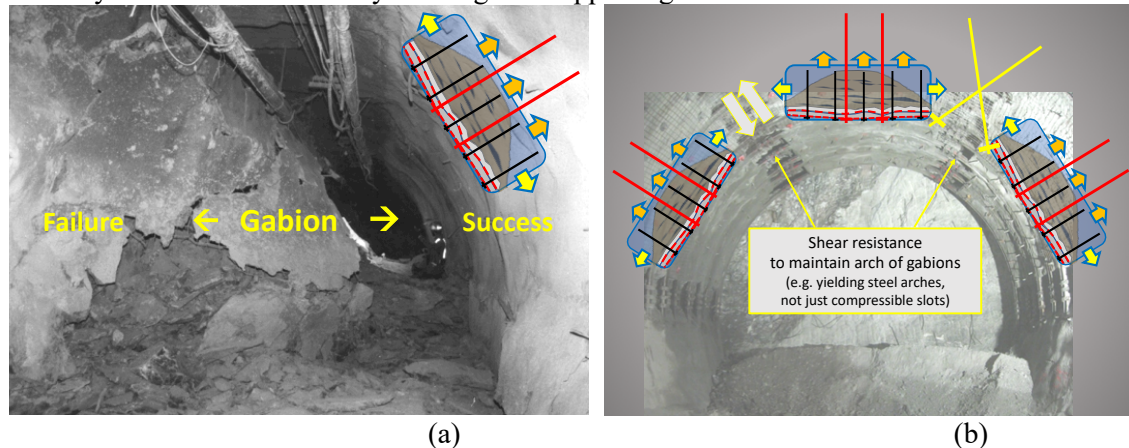 Failure ← Gabion → Success
Shear resistance
to maintain arch of gabions
(e.g. yielding steel arches,
not just compressible slots)
(a)
(b)